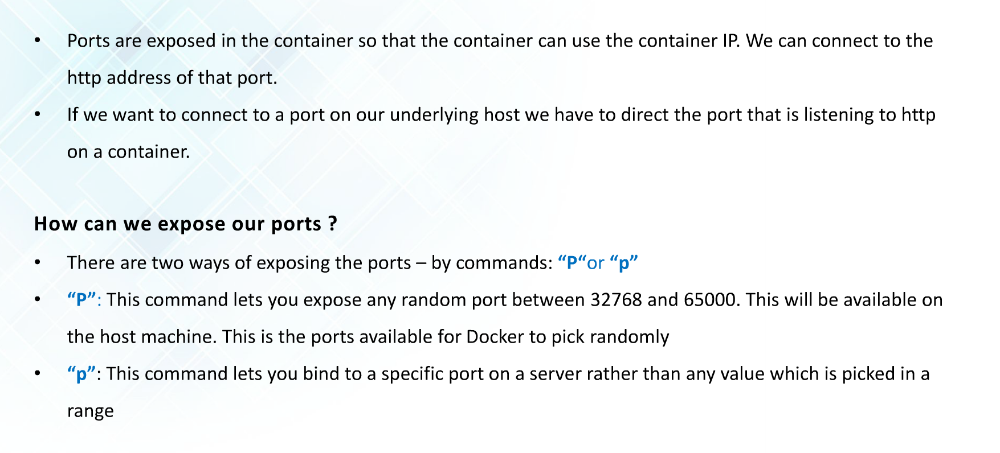 • Ports are exposed in the container so that the container can use the container IP. We can connect to the
http address of that port.
• If we want to connect to a port on our underlying host we have to direct the port that is listening to http
on a container.
How can we expose our ports ?
• There are two ways of exposing the ports – by commands: “P“or “p”
• “P”: This command lets you expose any random port between 32768 and 65000. This will be available on
the host machine. This is the ports available for Docker to pick randomly
• “p”: This command lets you bind to a specific port on a server rather than any value which is picked in a
range